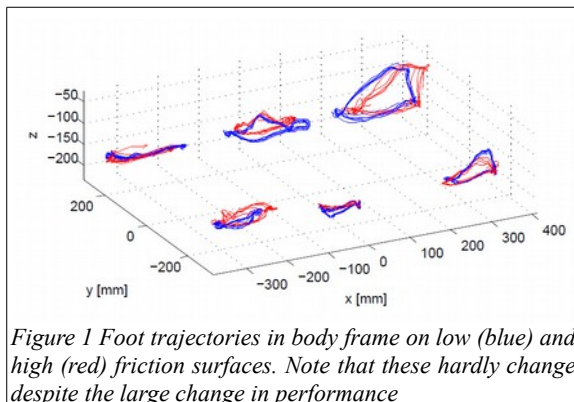 −50
−100
−150
−200
z
200
0
−200
y [mm]
−300
−200
−100
0
100
200
300
400
x [mm]
Figure 1 Foot trajectories in body frame on low (blue) and
high (red) friction surfaces. Note that these hardly change
despite the large change in performance